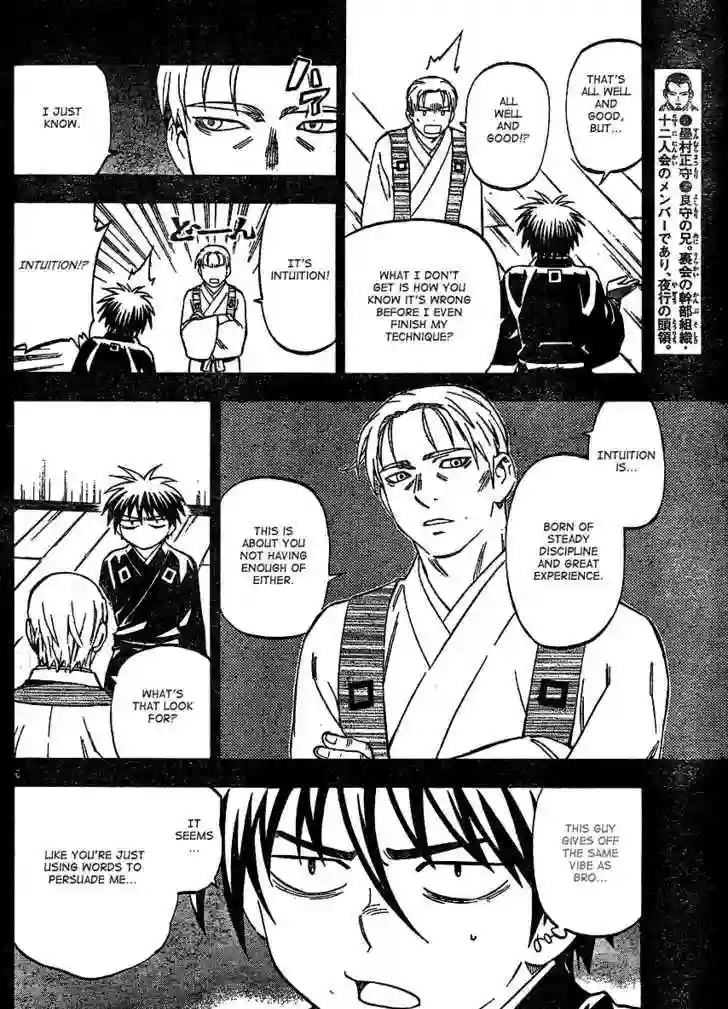 THAT'S
ALL WELL
AND
GOOD,
BUT...
ALL
WELL
AND
GOOD!?
WHAT I DON'T
GET IS HOW YOU
KNOW IT'S WRONG
BEFORE I EVEN
FINISH MY
TECHNIQUE?
I JUST
KNOW.
IT'S
INTUITION!
どーん
INTUITION!?
墨村正守 良守の兄。裏会の幹部組織・
十二人会のメンバーであり、夜行の頭領。
INTUITION
IS...
BORN OF
STEADY
DISCIPLINE
AND GREAT
EXPERIENCE.
THIS IS
ABOUT YOU
NOT HAVING
ENOUGH OF
EITHER.
WHAT'S
THAT LOOK
FOR?
THIS GUY
GIVES OFF
THE SAME
VIBE AS
BRO...
IT
SEEMS
...
LIKE YOU'RE JUST
USING WORDS TO
PERSUADE ME...